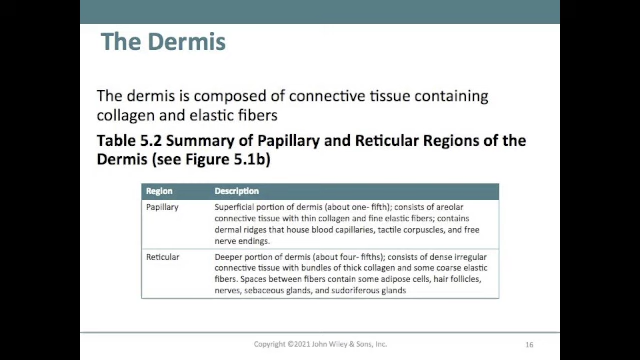 The Dermis
The dermis is composed of connective tissue containing
collagen and elastic fibers
Table 5.2 Summary of Papillary and Reticular Regions of the
Dermis (see Figure 5.1b)
Region Description
Papillary Superficial portion of dermis (about one- fifth); consists of areolar
connective tissue with thin collagen and fine elastic fibers; contains
dermal ridges that house blood capillaries, tactile corpuscles, and free
nerve endings.
Reticular Deeper portion of dermis (about four- fifths); consists of dense irregular
connective tissue with bundles of thick collagen and some coarse elastic
fibers. Spaces between fibers contain some adipose cells, hair follicles,
nerves, sebaceous glands, and sudoriferous glands
Copyright ©2021 John Wiley & Sons, Inc. 16